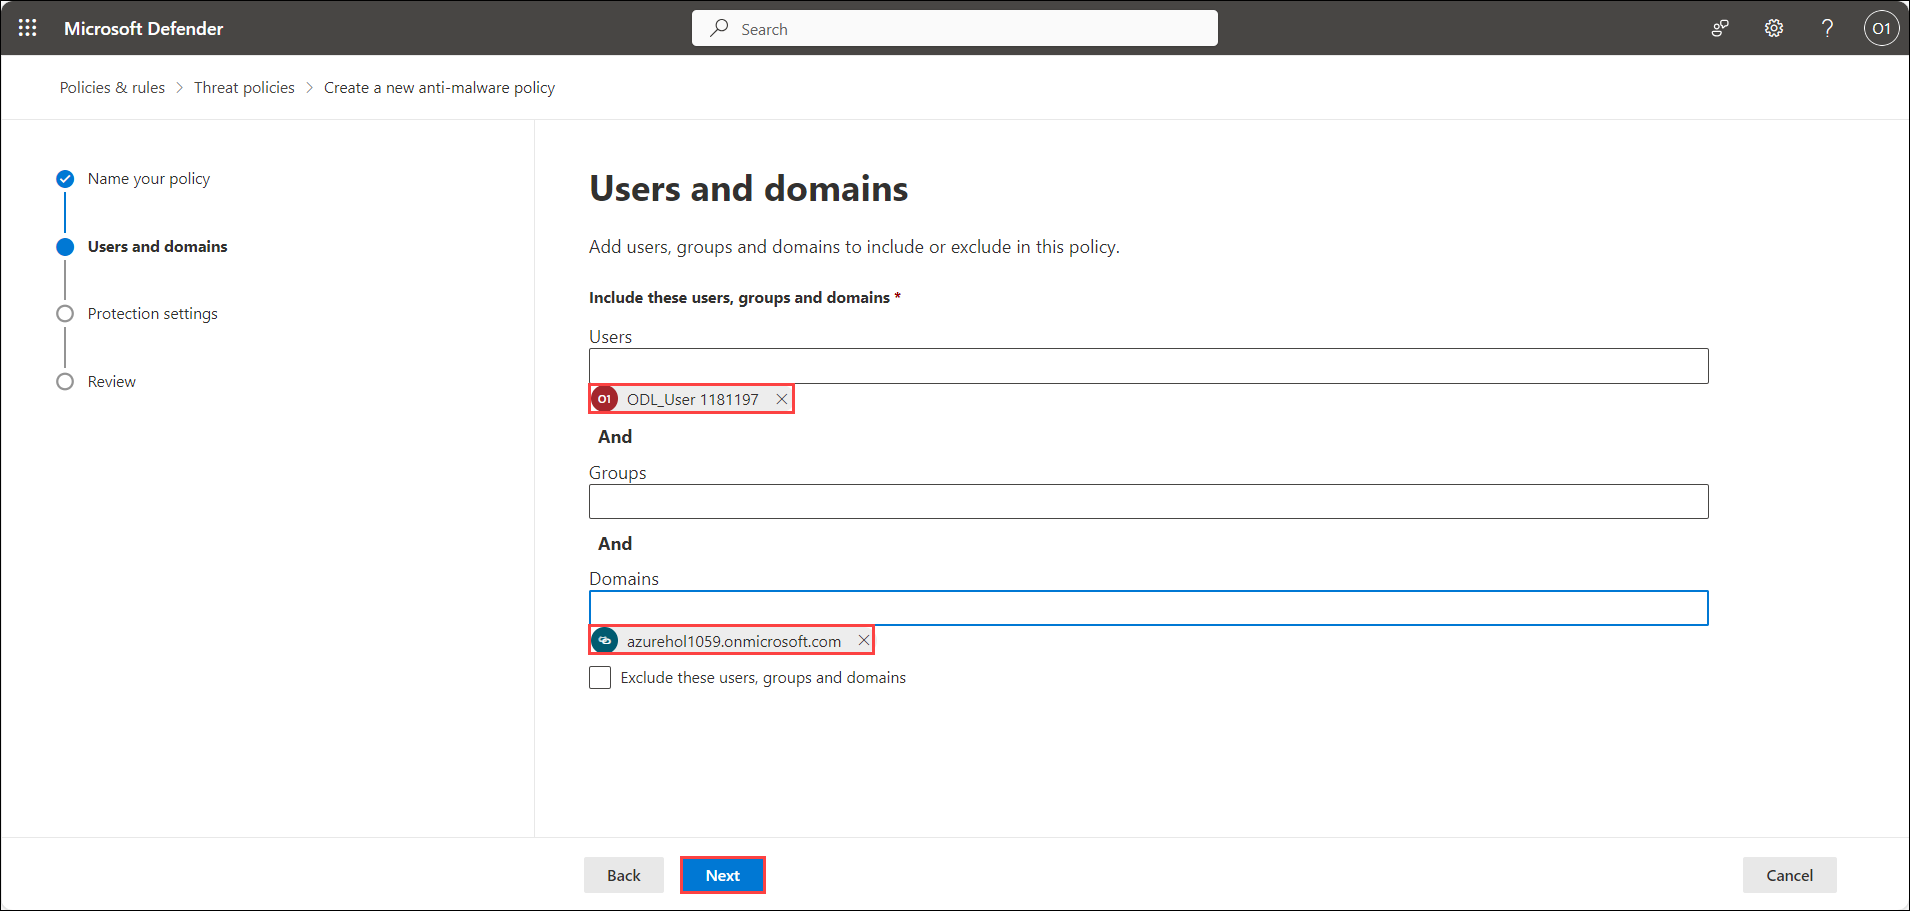 Microsoft Defender
Search
?
O1
Policies & rules > Threat policies > Create a new anti-malware policy
Name your policy
Users and domains
Protection settings
Review
Users and domains
Add users, groups and domains to include or exclude in this policy.
Include these users, groups and domains *
Users
O1 ODL_User 1181197
And
Groups
And
Domains
azurehol1059.onmicrosoft.com
Exclude these users, groups and domains
Back
Next
Cancel